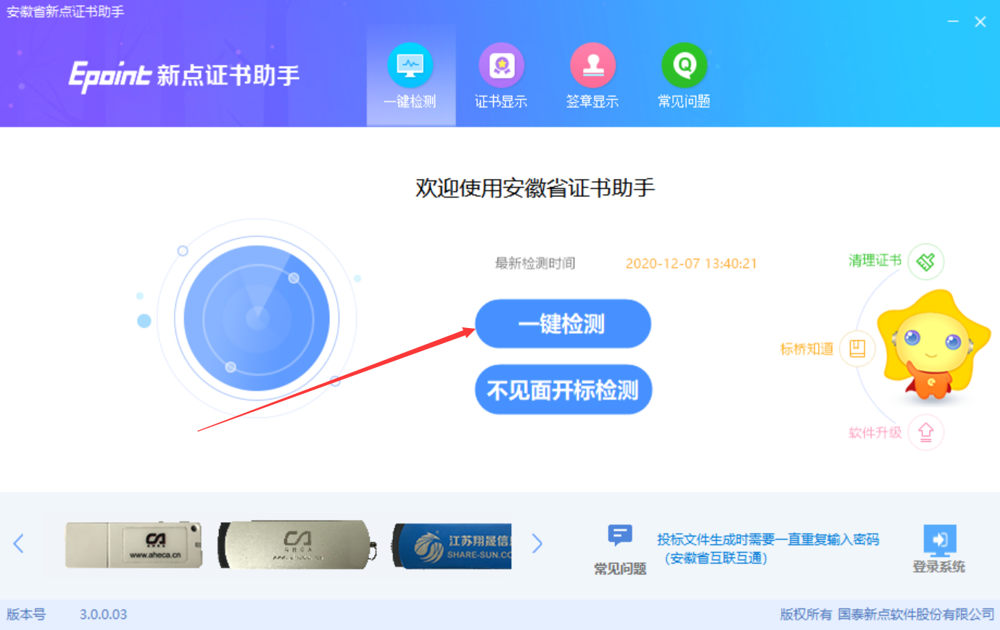 安徽省新点证书助手
Epoint 新点证书助手
一键检测
证书显示
签章显示
常见问题
欢迎使用安徽省证书助手
最新检测时间 2020-12-07 13:40:21
一键检测
不见面开标检测
清理证书
标桥知道
软件升级
CA
www.aheca.cn
CA
AHECA
江苏翔晟信
SHARE-SUN.CO
常见问题
投标文件生成时需要一直重复输入密码
（安徽省互联互通）
登录系统
版本号 3.0.0.03
版权所有 国泰新点软件股份有限公司